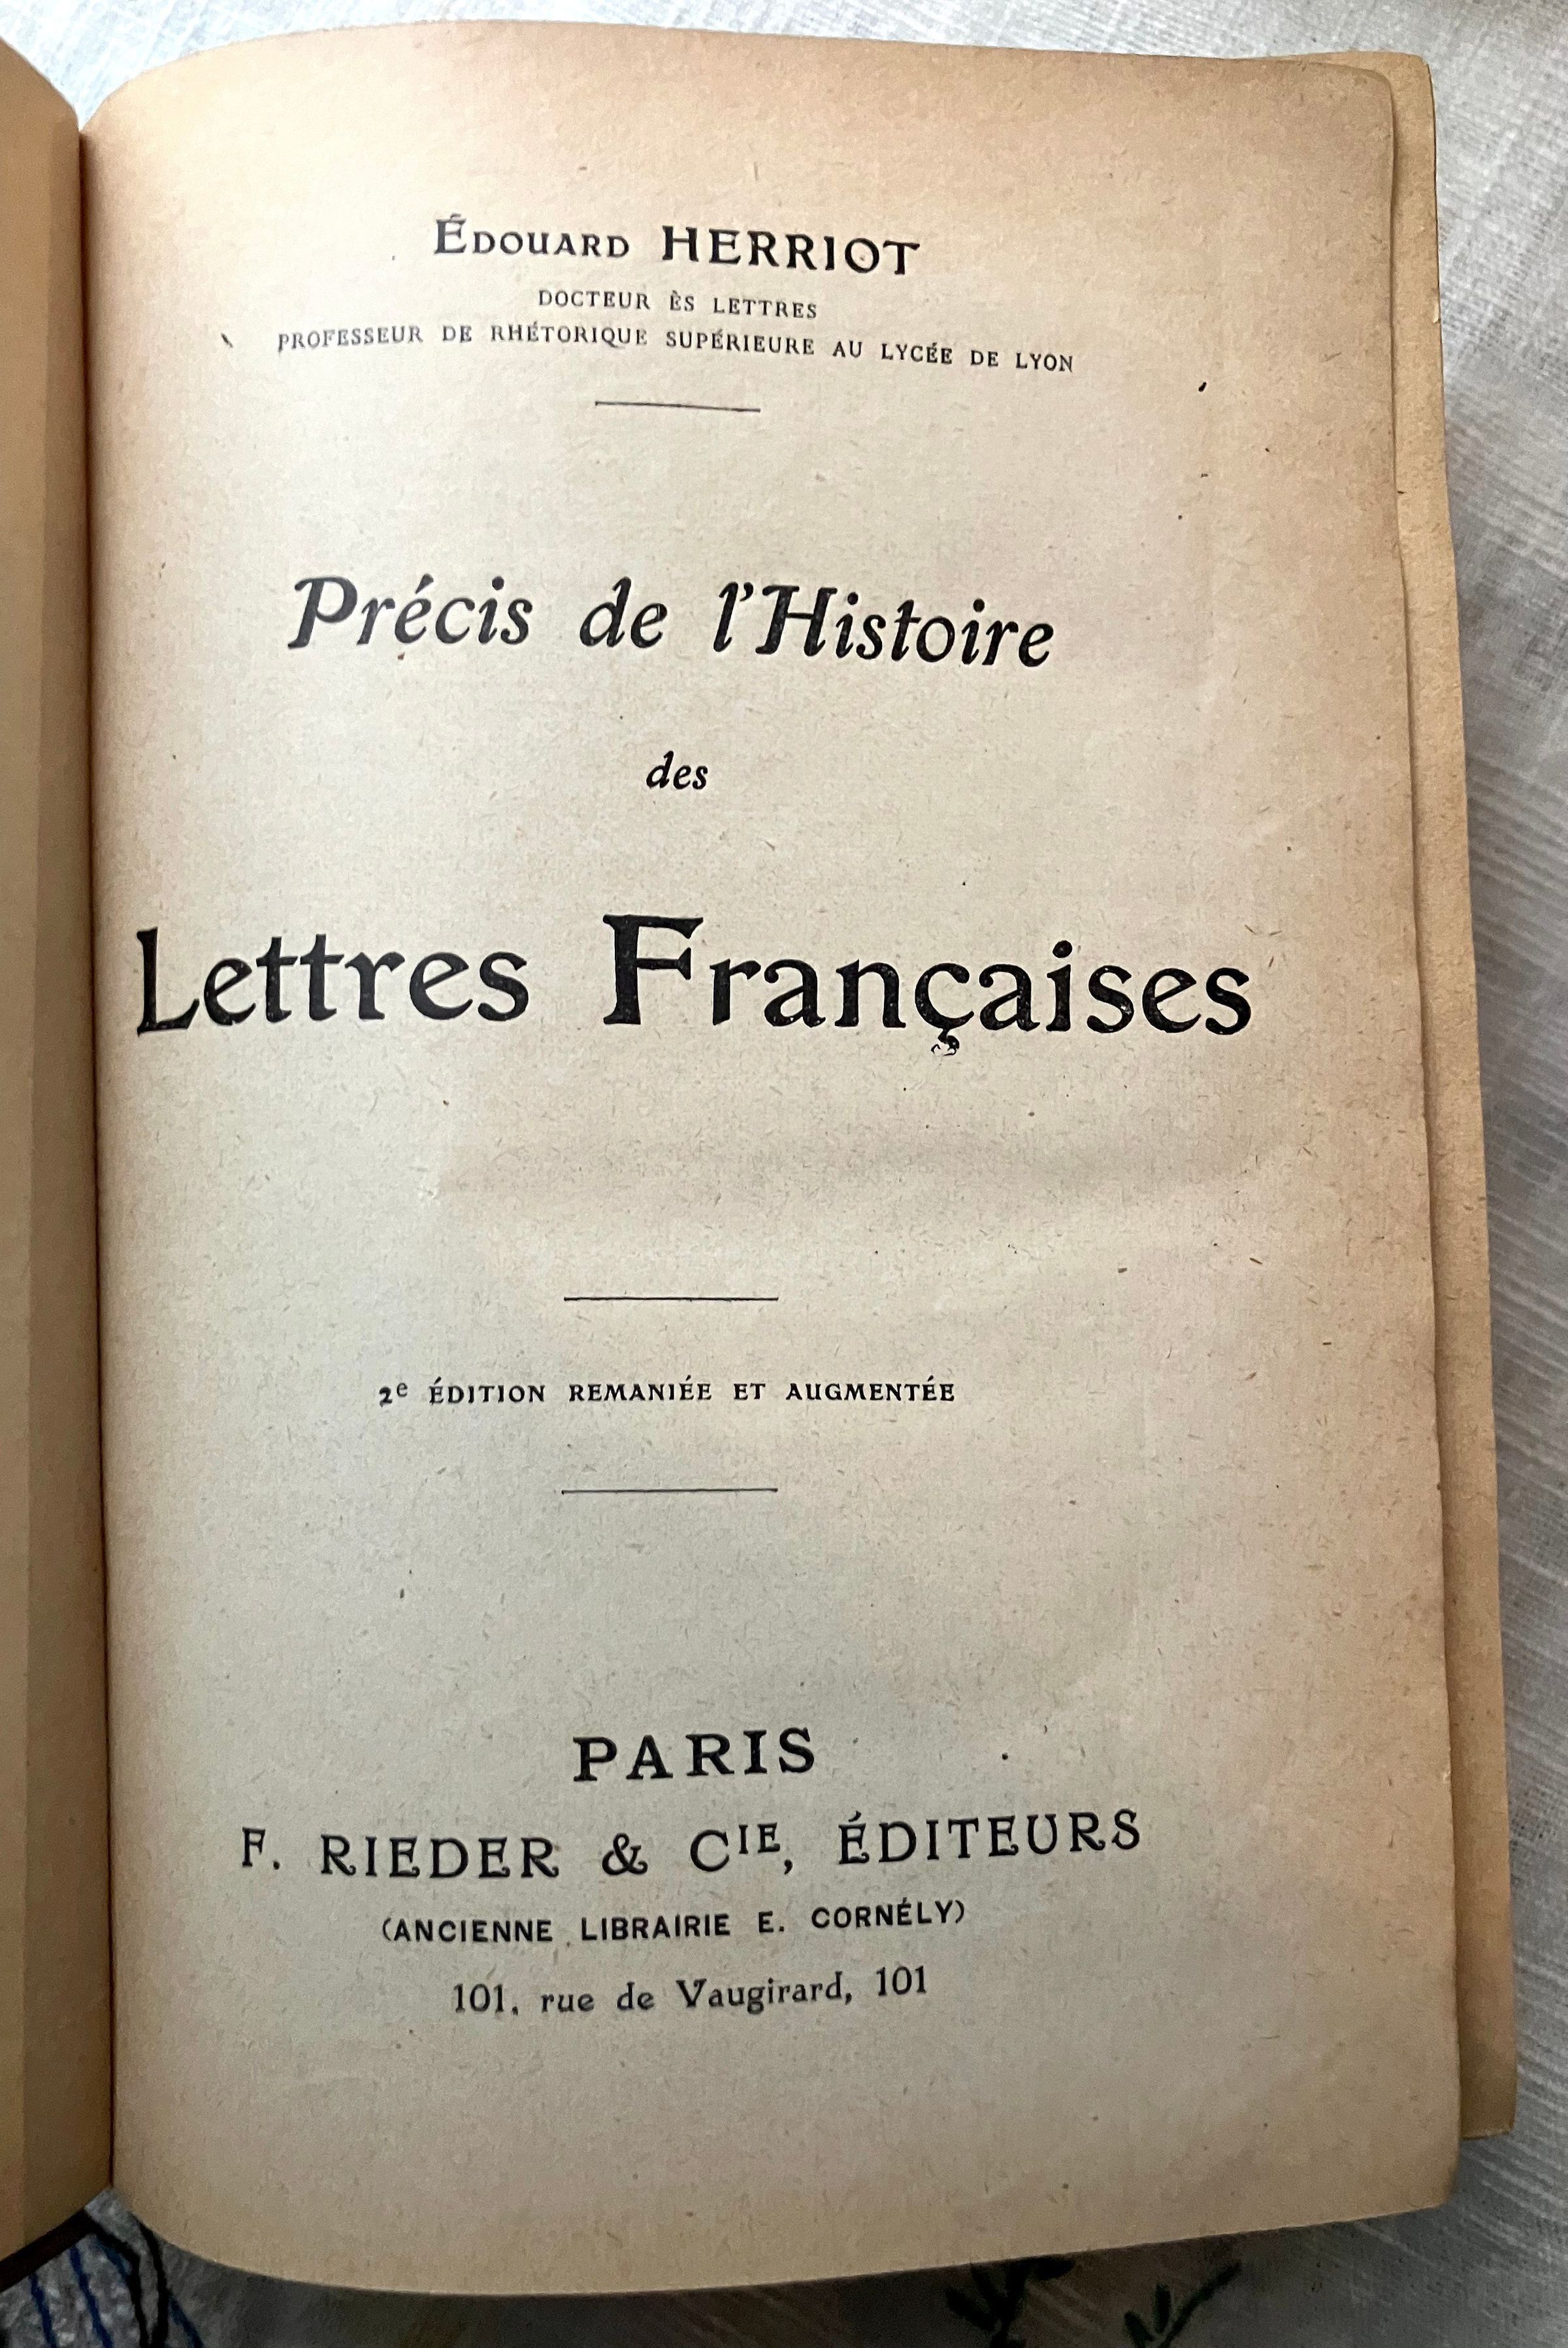 Édouard HERRIOT
DOCTEUR ÈS LETTRES
PROFESSEUR DE RHÉTORIQUE SUPÉRIEURE AU LYCÉE DE LYON
Précis de l'Histoire
des
Lettres Françaises
2e ÉDITION REMANIÉE ET AUGMENTÉE
PARIS
F. RIEDER & CIE, ÉDITEURS
(ANCIENNE LIBRAIRIE E. CORNÉLY)
101, rue de Vaugirard, 101